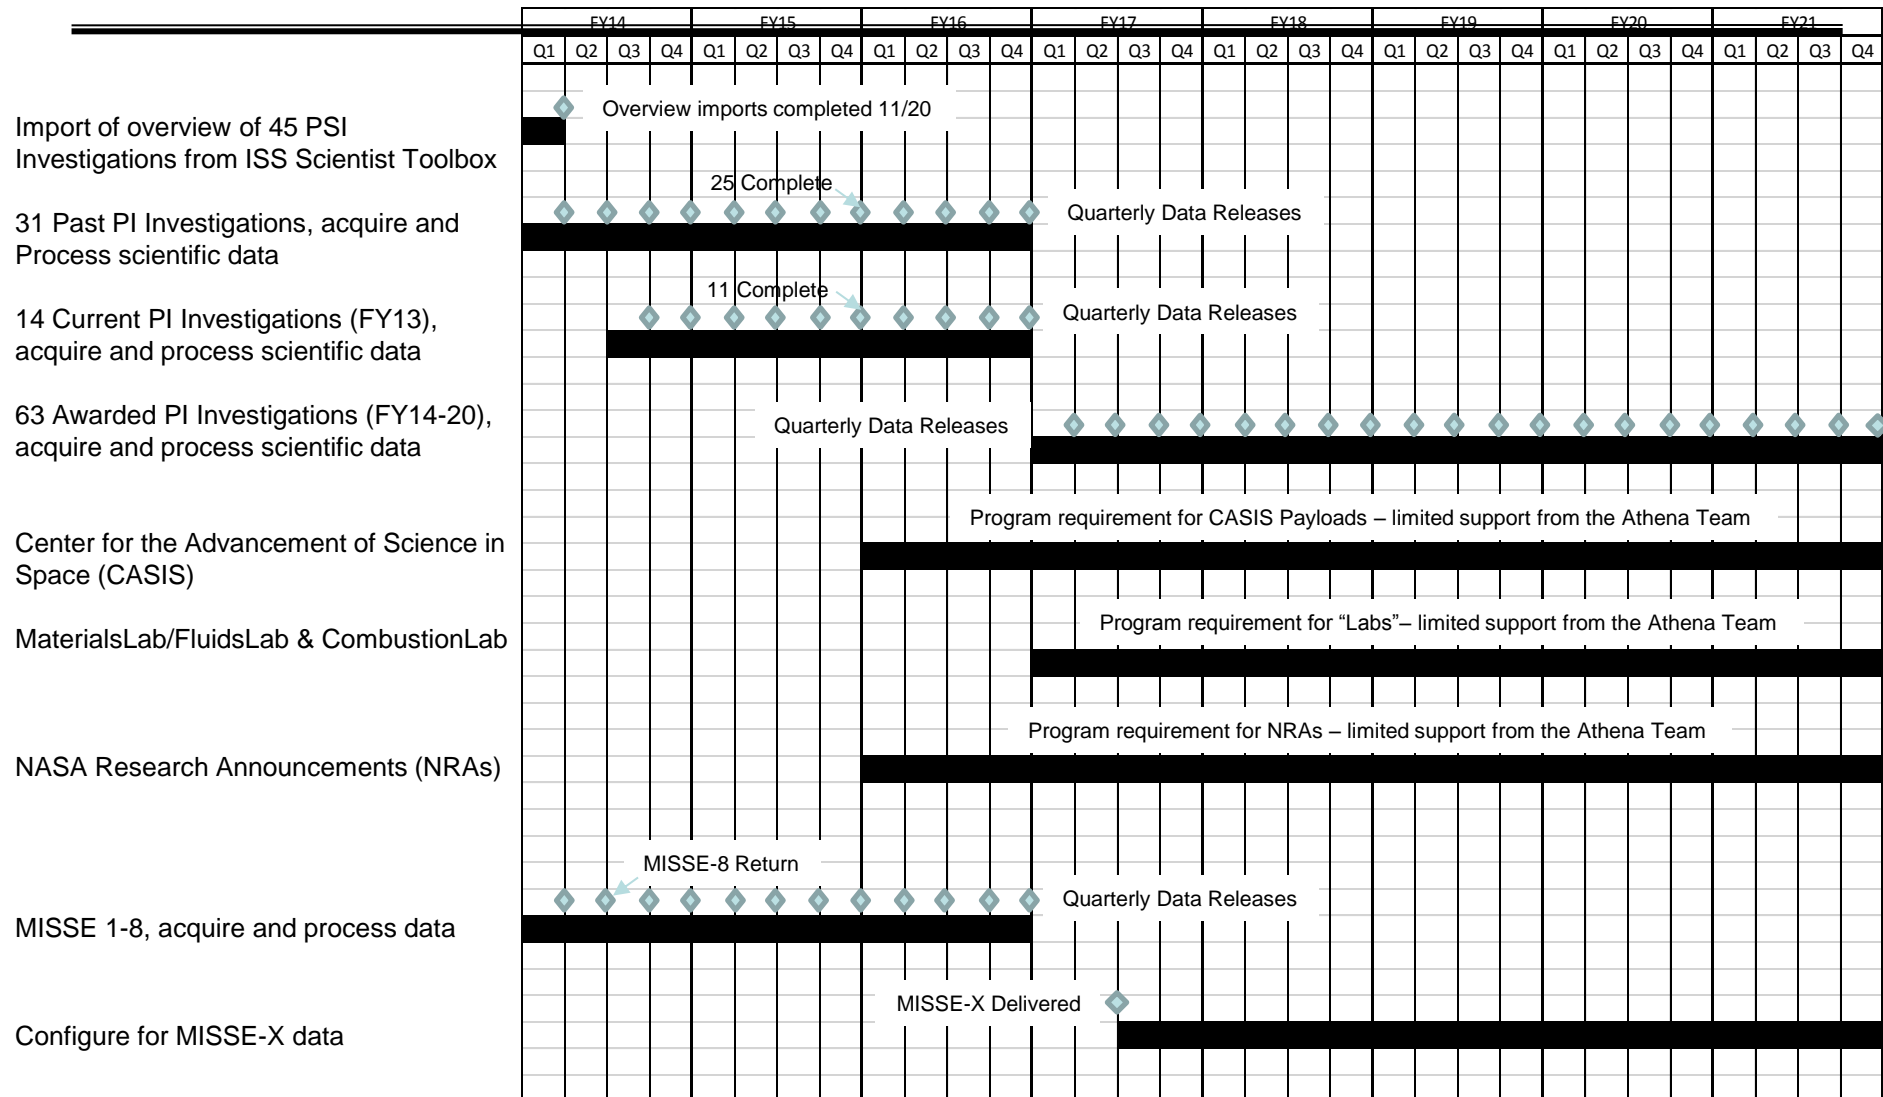 FY14 FY15 FY16 FY17 FY18 FY19 FY20 FY21
Q1 Q2 Q3 Q4 Q1 Q2 Q3 Q4 Q1 Q2 Q3 Q4 Q1 Q2 Q3 Q4 Q1 Q2 Q3 Q4 Q1 Q2 Q3 Q4 Q1 Q2 Q3 Q4 Q1 Q2 Q3 Q4
Overview imports completed 11/20
Import of overview of 45 PSI
Investigations from ISS Scientist Toolbox
25 Complete
Quarterly Data Releases
31 Past PI Investigations, acquire and
Process scientific data
11 Complete
Quarterly Data Releases
14 Current PI Investigations (FY13),
acquire and process scientific data
63 Awarded PI Investigations (FY14-20),
acquire and process scientific data
Quarterly Data Releases
Program requirement for CASIS Payloads – limited support from the Athena Team
Center for the Advancement of Science in
Space (CASIS)
Program requirement for “Labs”– limited support from the Athena Team
MaterialsLab/FluidsLab & CombustionLab
Program requirement for NRAs – limited support from the Athena Team
NASA Research Announcements (NRAs)
MISSE-8 Return
Quarterly Data Releases
MISSE 1-8, acquire and process data
MISSE-X Delivered
Configure for MISSE-X data